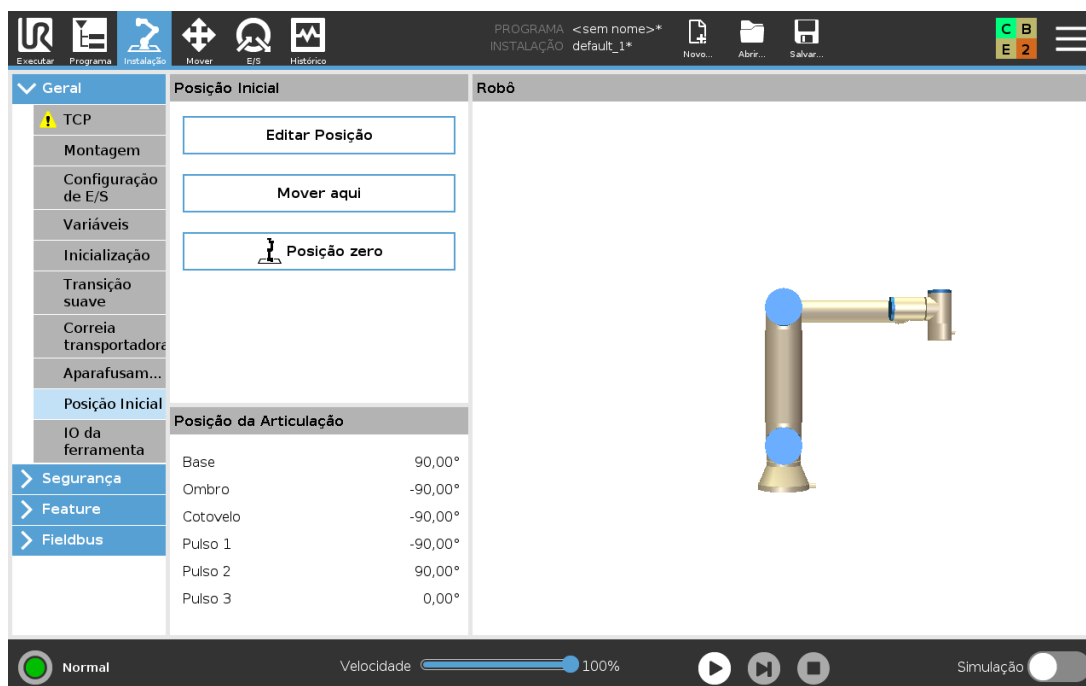 PROGRAMA <sem nome>*
INSTALAÇÃO default_1*
Executar
Programa
Instalação
Mover
E/S
Histórico
Novo...
Abrir...
Salvar...
C B
E 2
Geral
TCP
Montagem
Configuração
de E/S
Variáveis
Inicialização
Transição
suave
Correia
transportadora
Aparafusam...
Posição Inicial
IO da
ferramenta
Segurança
Feature
Fieldbus
Posição Inicial
Editar Posição
Mover aqui
Posição zero
Posição da Articulação
Base 90,00°
Ombro -90,00°
Cotovelo -90,00°
Pulso 1 -90,00°
Pulso 2 90,00°
Pulso 3 0,00°
Robô
Normal
Velocidade 100%
Simulação